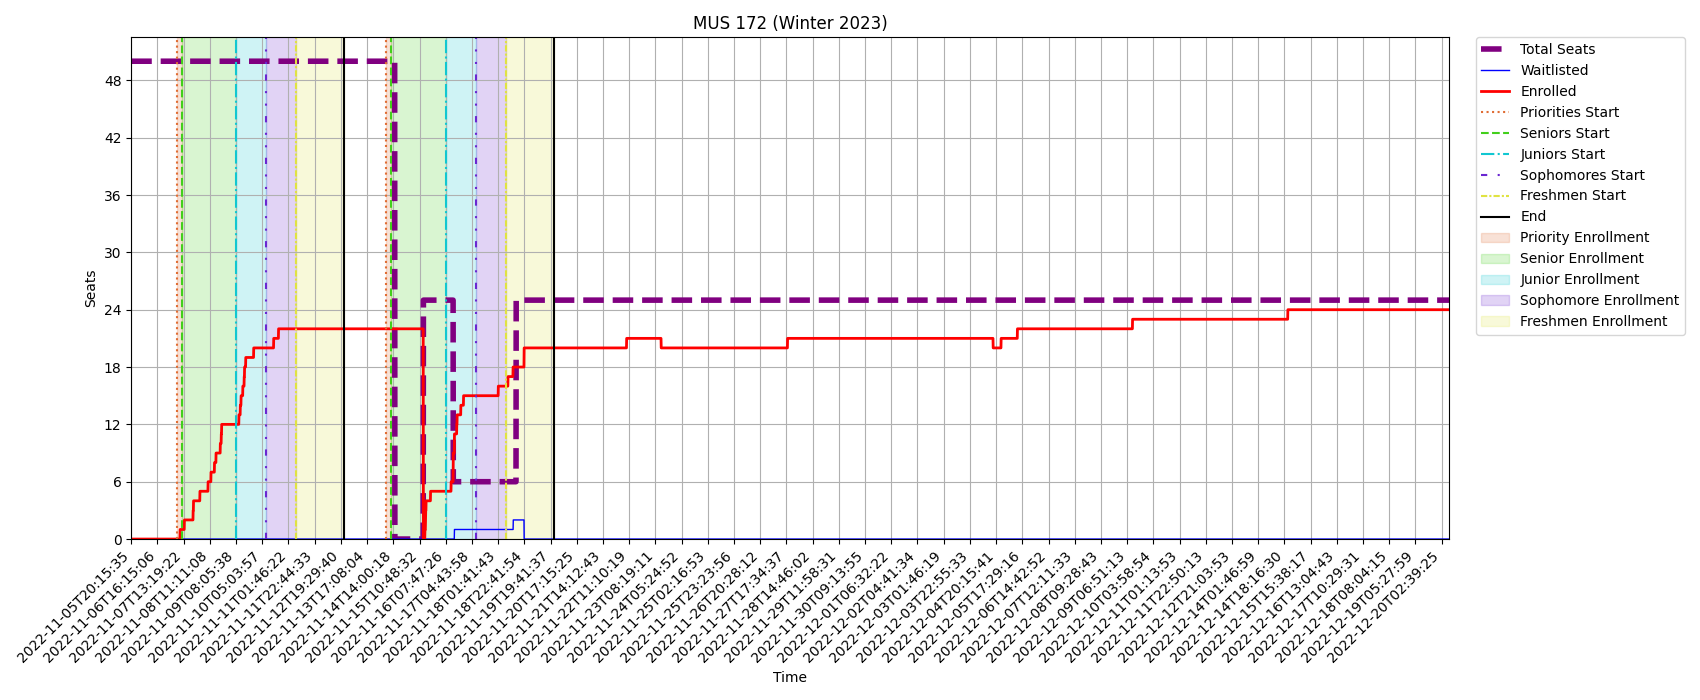 MUS 172 (Winter 2023)
Seats
48
42
36
30
24
18
12
6
0
2022-11-05T20:15:35
2022-11-06T16:15:06
2022-11-07T13:19:22
2022-11-08T11:11:08
2022-11-09T08:05:38
2022-11-10T05:03:57
2022-11-11T01:46:22
2022-11-11T22:44:33
2022-11-12T19:29:40
2022-11-13T17:08:04
2022-11-14T14:00:18
2022-11-15T10:48:32
2022-11-16T07:47:26
2022-11-17T04:43:58
2022-11-18T01:41:43
2022-11-18T22:41:54
2022-11-19T19:41:37
2022-11-20T17:15:25
2022-11-21T14:12:43
2022-11-22T11:10:19
2022-11-23T08:19:11
2022-11-24T05:24:52
2022-11-25T02:16:53
2022-11-25T23:23:56
2022-11-26T20:28:12
2022-11-27T17:34:37
2022-11-28T14:46:02
2022-11-29T11:58:31
2022-11-30T09:13:55
2022-12-01T06:32:22
2022-12-02T04:41:34
2022-12-03T01:46:19
2022-12-03T22:55:33
2022-12-04T20:15:41
2022-12-05T17:29:16
2022-12-06T14:42:52
2022-12-07T12:11:33
2022-12-08T09:28:43
2022-12-09T06:51:13
2022-12-10T03:58:54
2022-12-11T01:13:53
2022-12-11T22:50:13
2022-12-12T21:03:53
2022-12-14T21:46:59
2022-12-14T18:16:30
2022-12-15T15:38:17
2022-12-16T13:04:43
2022-12-17T10:29:31
2022-12-18T08:04:15
2022-12-19T05:27:59
2022-12-20T02:39:25
Time
Total Seats
Waitlisted
Enrolled
Priorities Start
Seniors Start
Juniors Start
Sophomores Start
Freshmen Start
End
Priority Enrollment
Senior Enrollment
Junior Enrollment
Sophomore Enrollment
Freshmen Enrollment